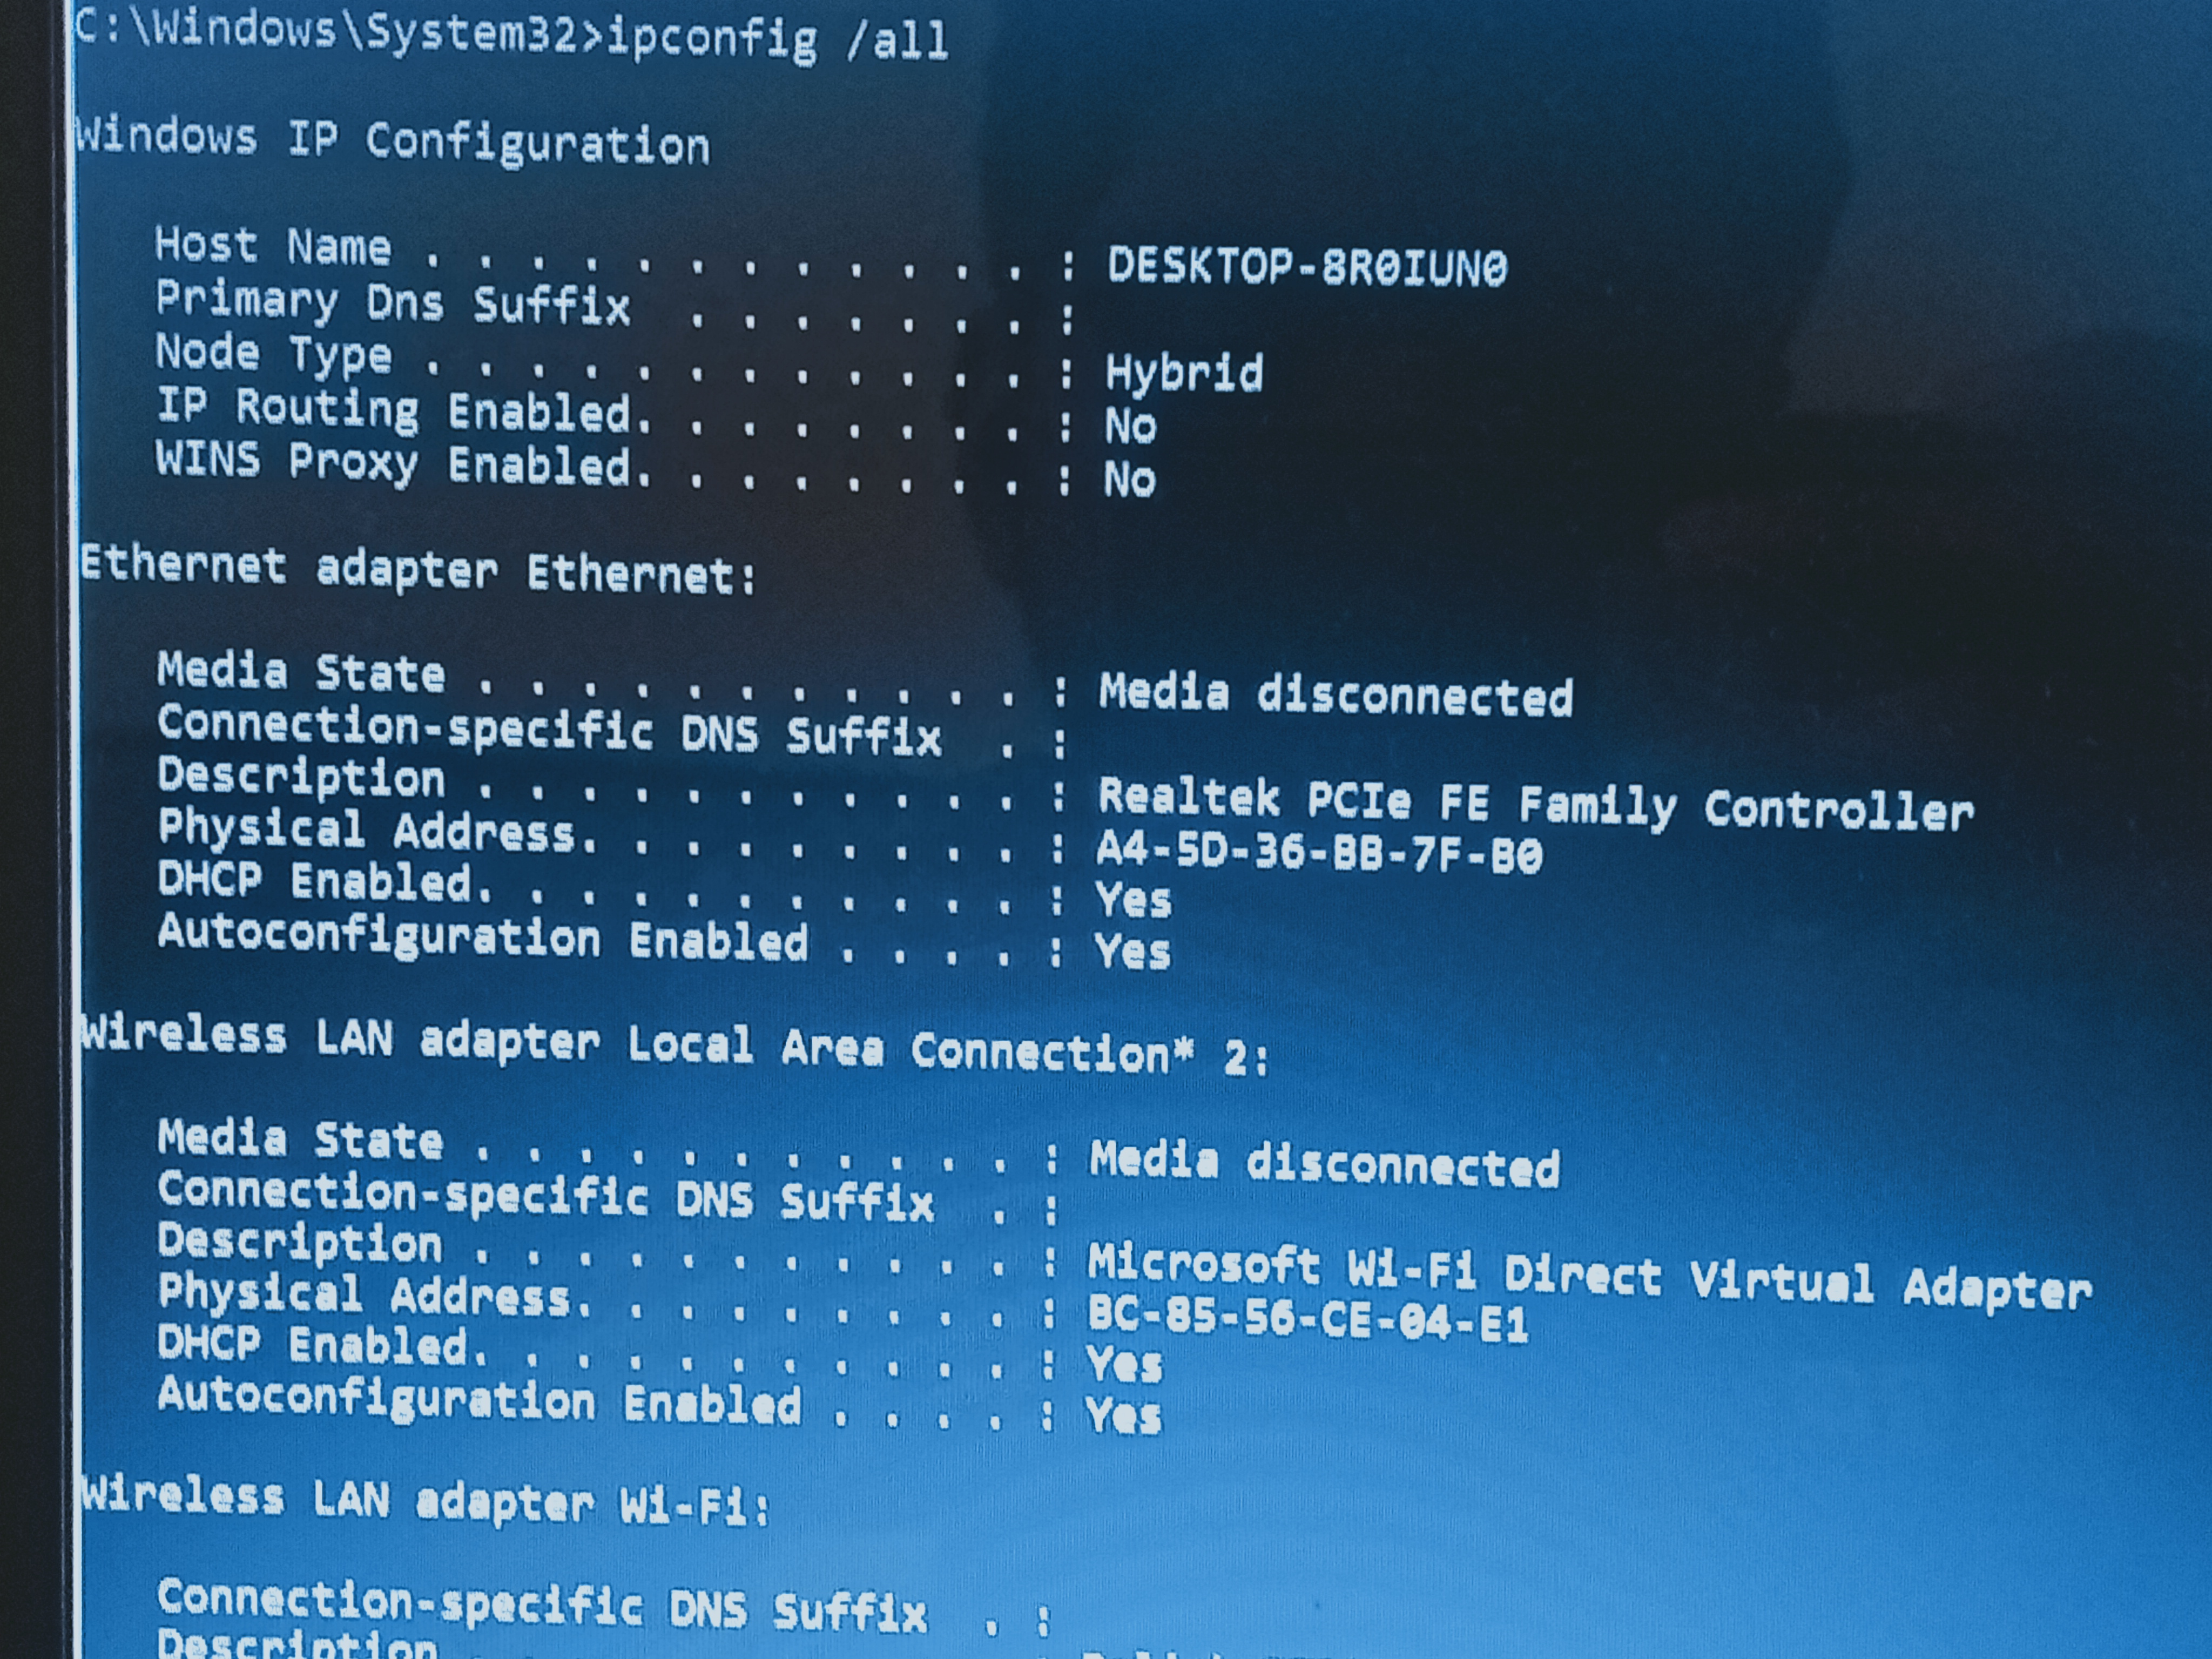 C:\Windows\System32>ipconfig /all
Windows IP Configuration
Host Name . . . . . . . . . . . . : DESKTOP-8R0IUN0
Primary Dns Suffix  . . . . . . . :
Node Type . . . . . . . . . . . . : Hybrid
IP Routing Enabled. . . . . . . . : No
WINS Proxy Enabled. . . . . . . . : No
Ethernet adapter Ethernet:
Media State . . . . . . . . . . . : Media disconnected
Connection-specific DNS Suffix  . :
Description . . . . . . . . . . . : Realtek PCIe FE Family Controller
Physical Address. . . . . . . . . : A4-5D-36-BB-7F-B0
DHCP Enabled. . . . . . . . . . . : Yes
Autoconfiguration Enabled . . . . : Yes
Wireless LAN adapter Local Area Connection* 2:
Media State . . . . . . . . . . . : Media disconnected
Connection-specific DNS Suffix  . :
Description . . . . . . . . . . . : Microsoft Wi-Fi Direct Virtual Adapter
Physical Address. . . . . . . . . : BC-85-56-CE-04-E1
DHCP Enabled. . . . . . . . . . . : Yes
Autoconfiguration Enabled . . . . : Yes
Wireless LAN adapter Wi-Fi:
Connection-specific DNS Suffix  . :
Description